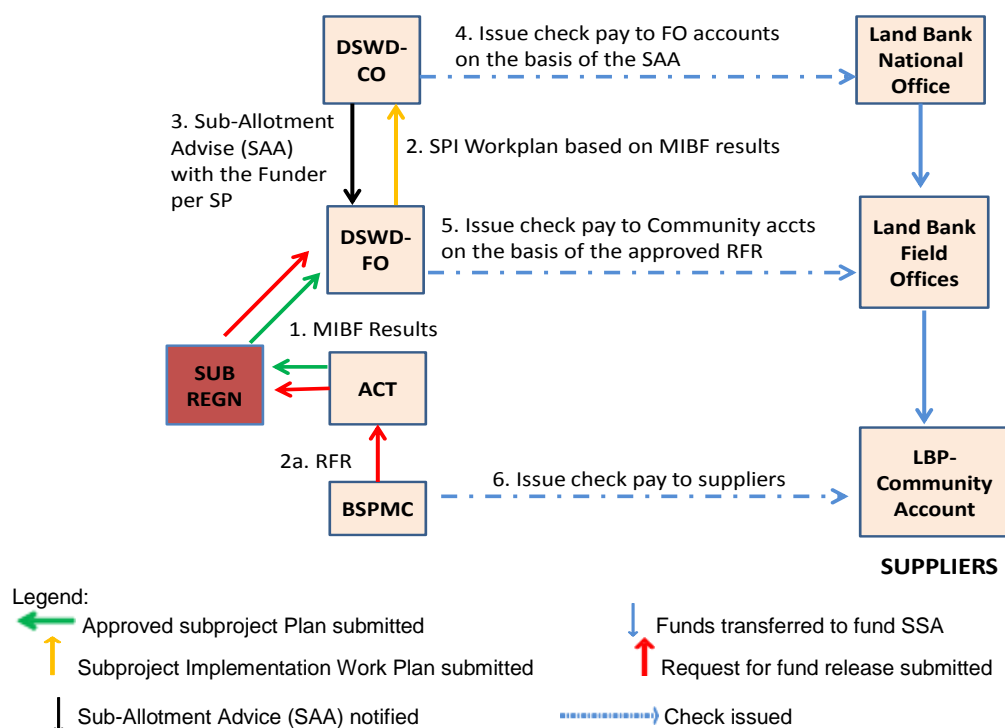 DSWD-
CO
4. Issue check pay to FO accounts
on the basis of the SAA
Land Bank
National
Office
3. Sub-Allotment
Advise (SAA)
with the Funder
per SP
2. SPI Workplan based on MIBF results
DSWD-
FO
5. Issue check pay to Community accts
on the basis of the approved RFR
Land Bank
Field
Offices
1. MIBF Results
SUB
REGN
ACT
2a. RFR
BSPMC
6. Issue check pay to suppliers
LBP-
Community
Account
SUPPLIERS
Legend:
Approved subproject Plan submitted
Funds transferred to fund SSA
Subproject Implementation Work Plan submitted
Request for fund release submitted
Sub-Allotment Advice (SAA) notified
Check issued